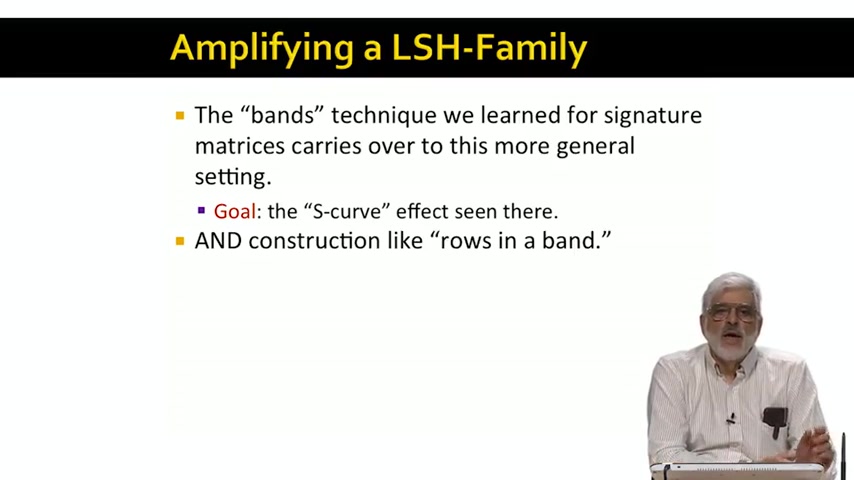 Amplifying a LSH-Family
The “bands” technique we learned for signature
matrices carries over to this more general
setting.
Goal: the “S-curve” effect seen there.
AND construction like “rows in a band.”